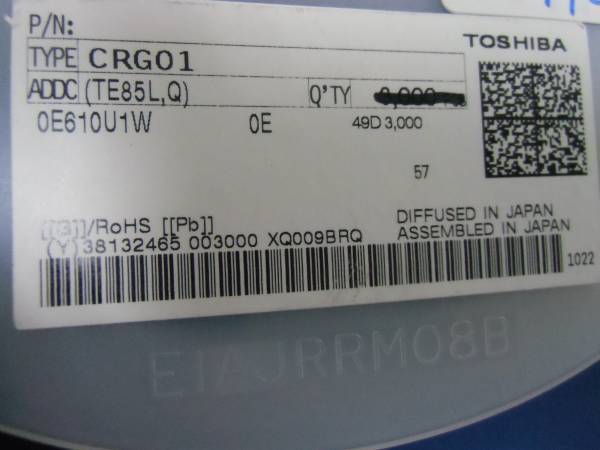 P/N:
TOSHIBA
TYPE CRG01
ADDC (TE85L,Q) Q'TY 3,000
0E610U1W 0E 49D 3,000
57
[[G]]/RoHS [[Pb]] DIFFUSED IN JAPAN
(Y) 38132465 003000 XQ009BRQ ASSEMBLED IN JAPAN
1022
EIAJRRM08B